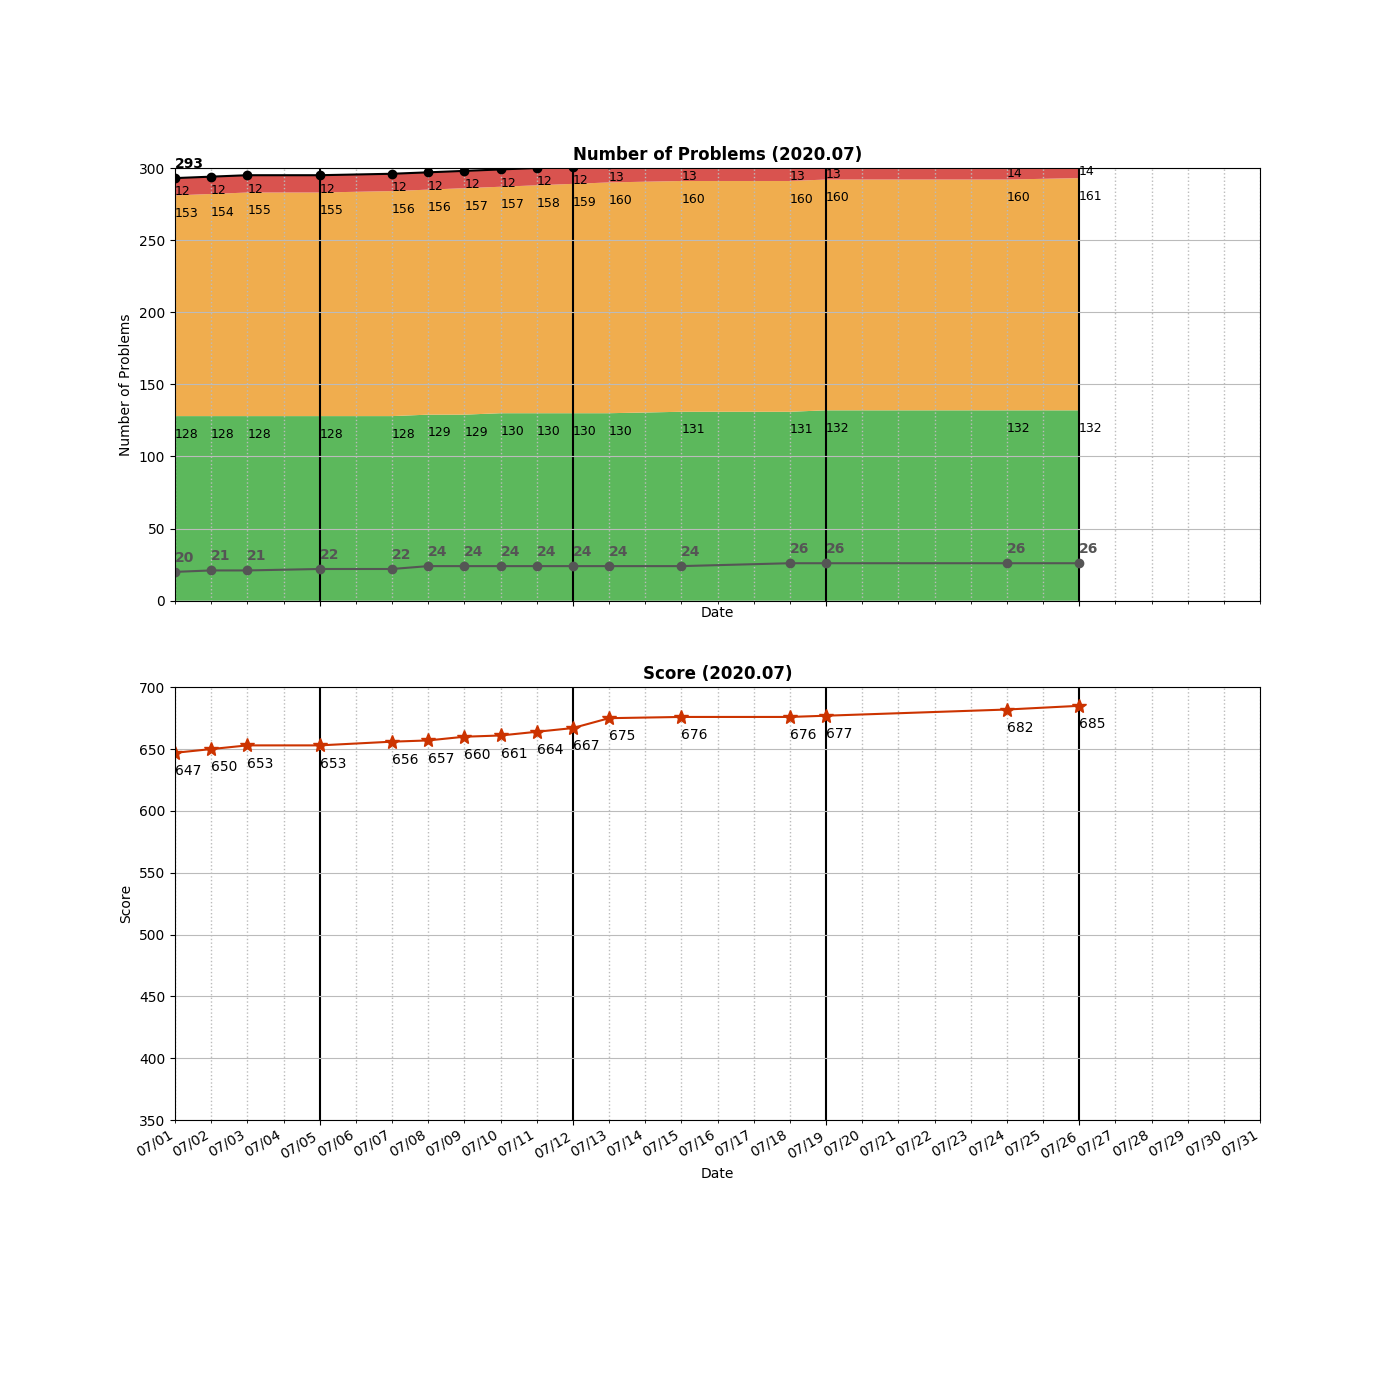 Number of Problems (2020.07)
293
300
250
200
150
100
50
0
Number of Problems
12 12 12 12 12 12 12 12 12 12 13 13 13 13 14 14
153 154 155 155 156 156 157 157 158 159 160 160 160 160 160 161
128 128 128 128 128 129 129 130 130 130 130 131 131 132 132 132
20 21 21 22 22 24 24 24 24 24 24 24 26 26 26 26
Date
Score (2020.07)
700
650
600
550
500
450
400
350
Score
647 650 653 653 656 657 660 661 664 667 675 676 676 677 682 685
07/01 07/02 07/03 07/04 07/05 07/06 07/07 07/08 07/09 07/10 07/11 07/12 07/13 07/14 07/15 07/16 07/17 07/18 07/19 07/20 07/21 07/22 07/23 07/24 07/25 07/26 07/27 07/28 07/29 07/30 07/31
Date